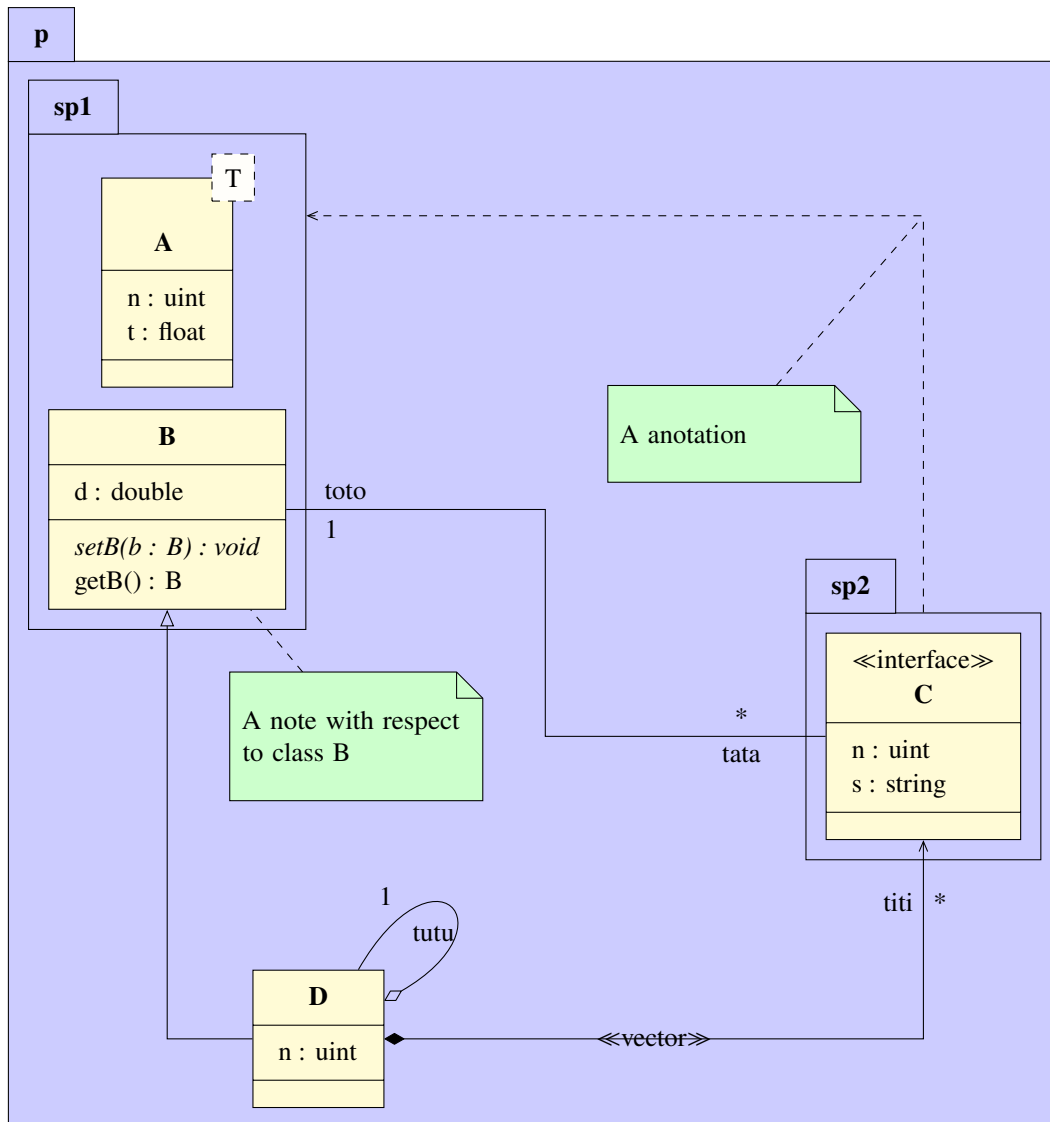 p
sp1
T
A
n : uint
t : float
B
d : double
setB(b : B) : void
getB() : B
toto
1
A anotation
sp2
≪interface≫
C
n : uint
s : string
*
tata
A note with respect
to class B
titi *
1
tutu
D
n : uint
≪vector≫